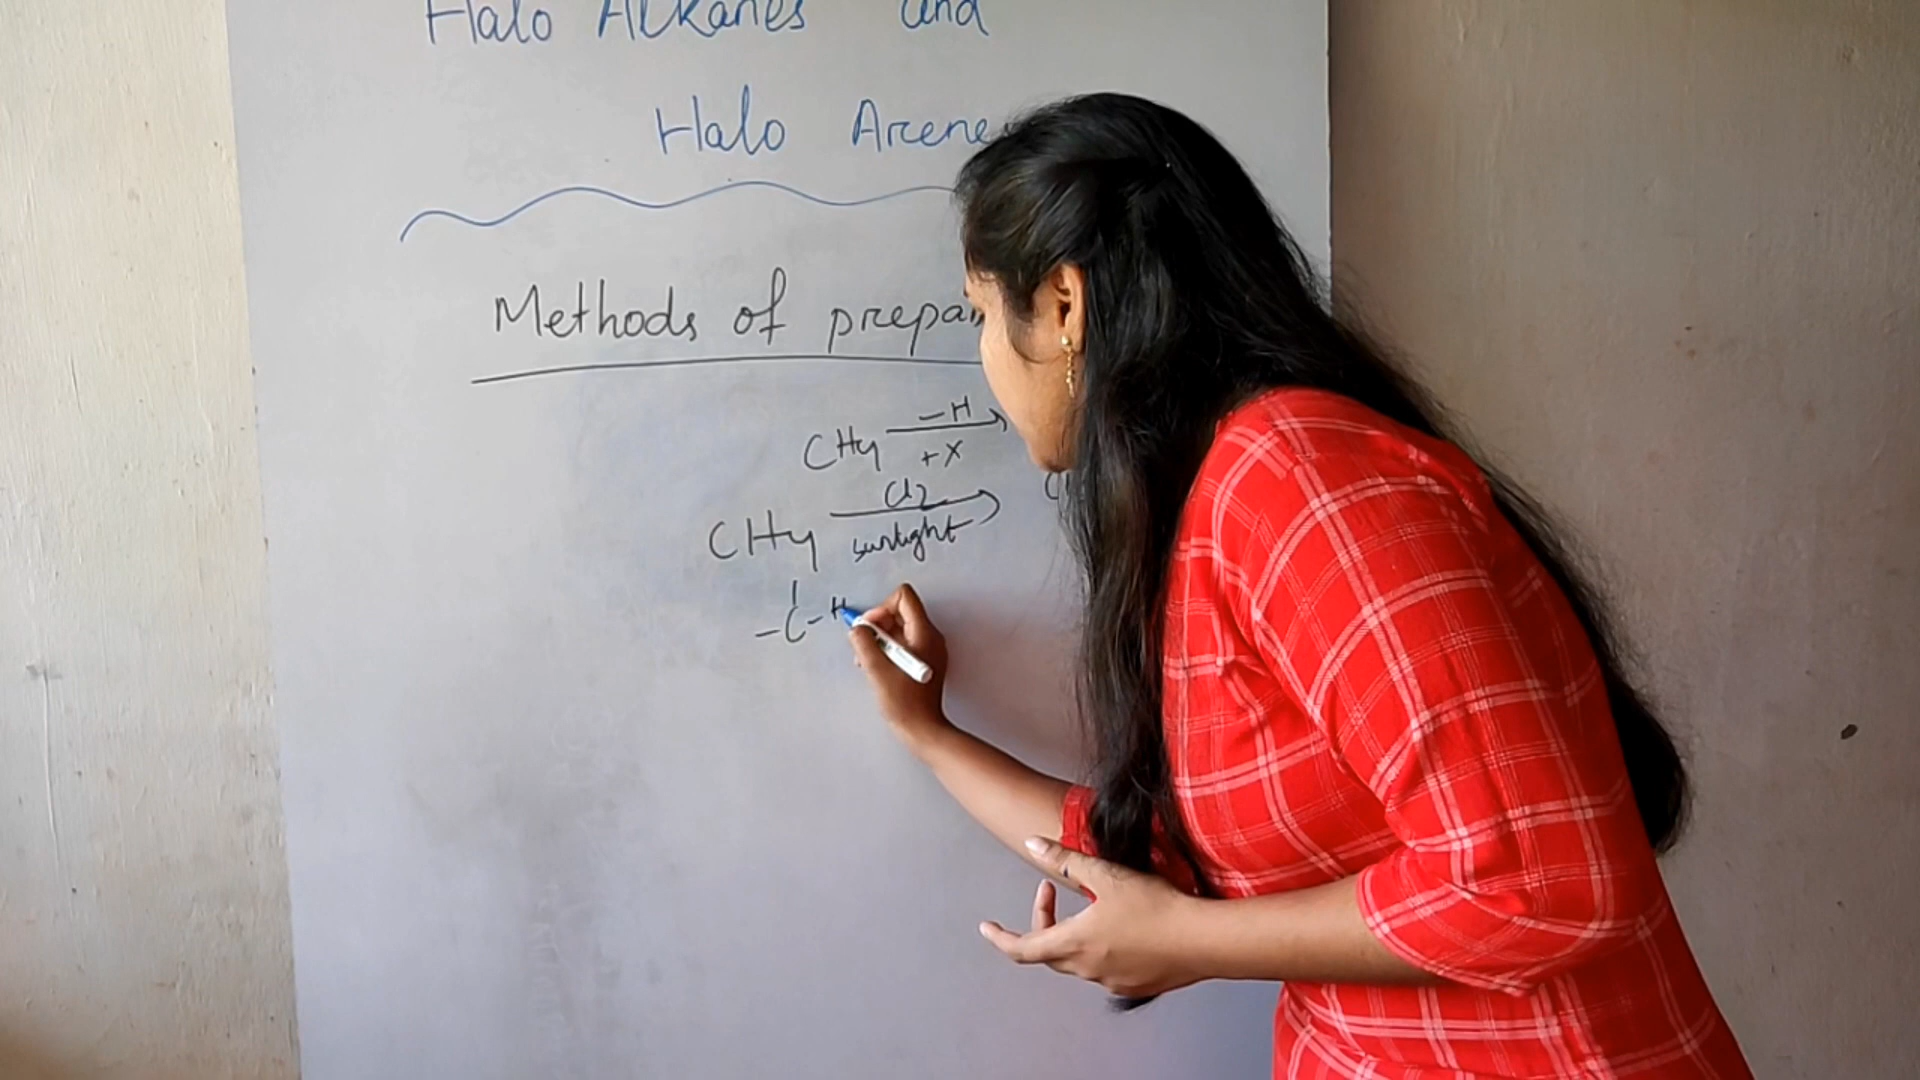 Halo Alkanes and
Halo Arene
Methods of prepa
CH4 —H +X
CH4 Cl2 sunlight
-C-H